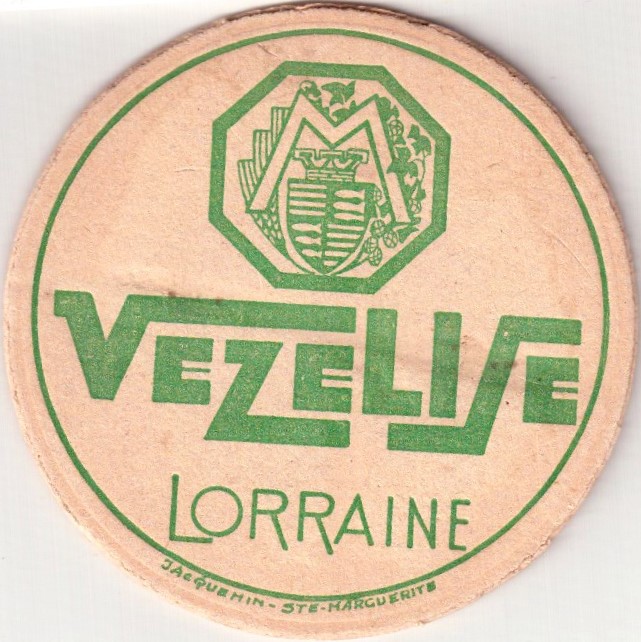 M
VEZELISE
LORRAINE
JACQUEMIN - STE-MARGUERITE